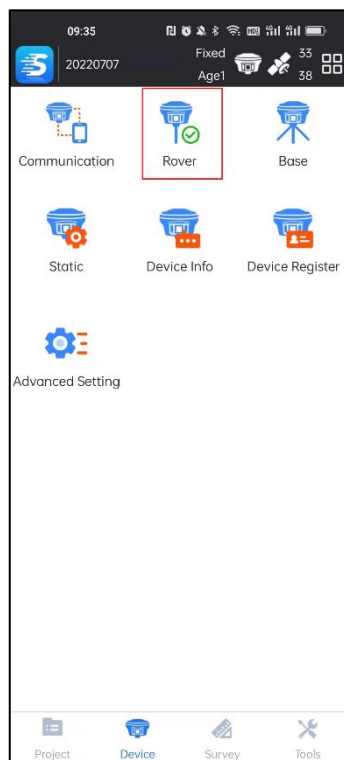 09:35
20220707
Fixed
Age1
33
38
Communication
Rover
Base
Static
Device Info
Device Register
Advanced Setting
Project
Device
Survey
Tools